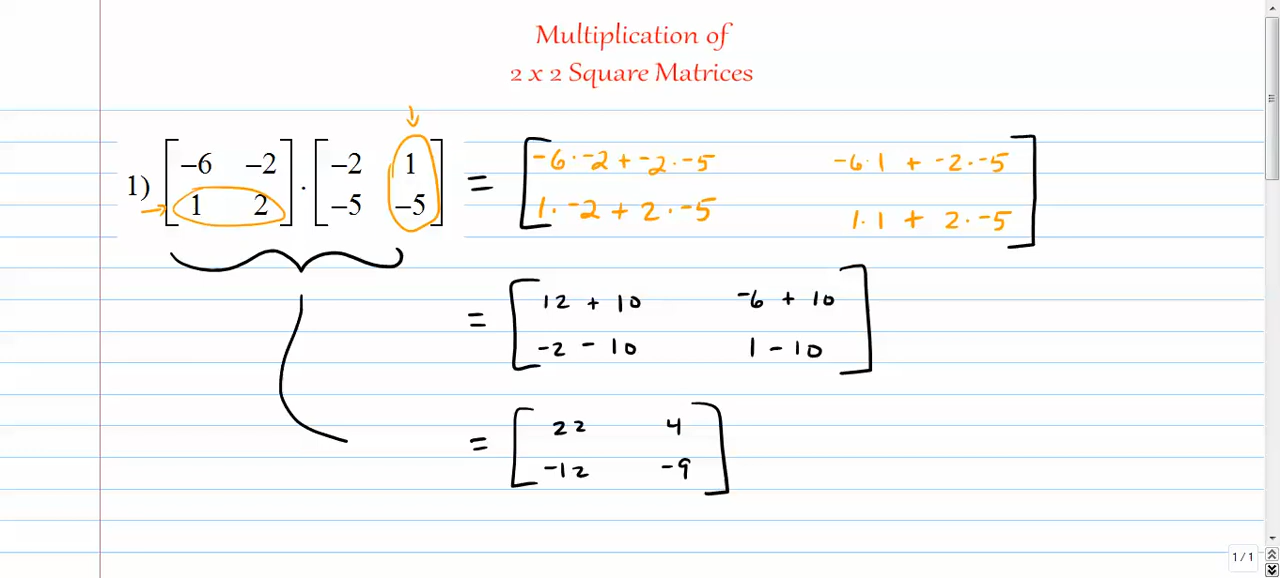 Multiplication of
2 x 2 Square Matrices
1) [ −6 −2 ] · [ −2 1 ] = [ -6 · -2 + -2 · -5 -6 · 1 + -2 · -5 ]
[ 1 2 ] [ −5 −5 ] [ 1 · -2 + 2 · -5 1 · 1 + 2 · -5 ]
= [ 12 + 10 -6 + 10 ]
[ -2 - 10 1 - 10 ]
= [ 22 4 ]
[ -12 -9 ]
1 / 1